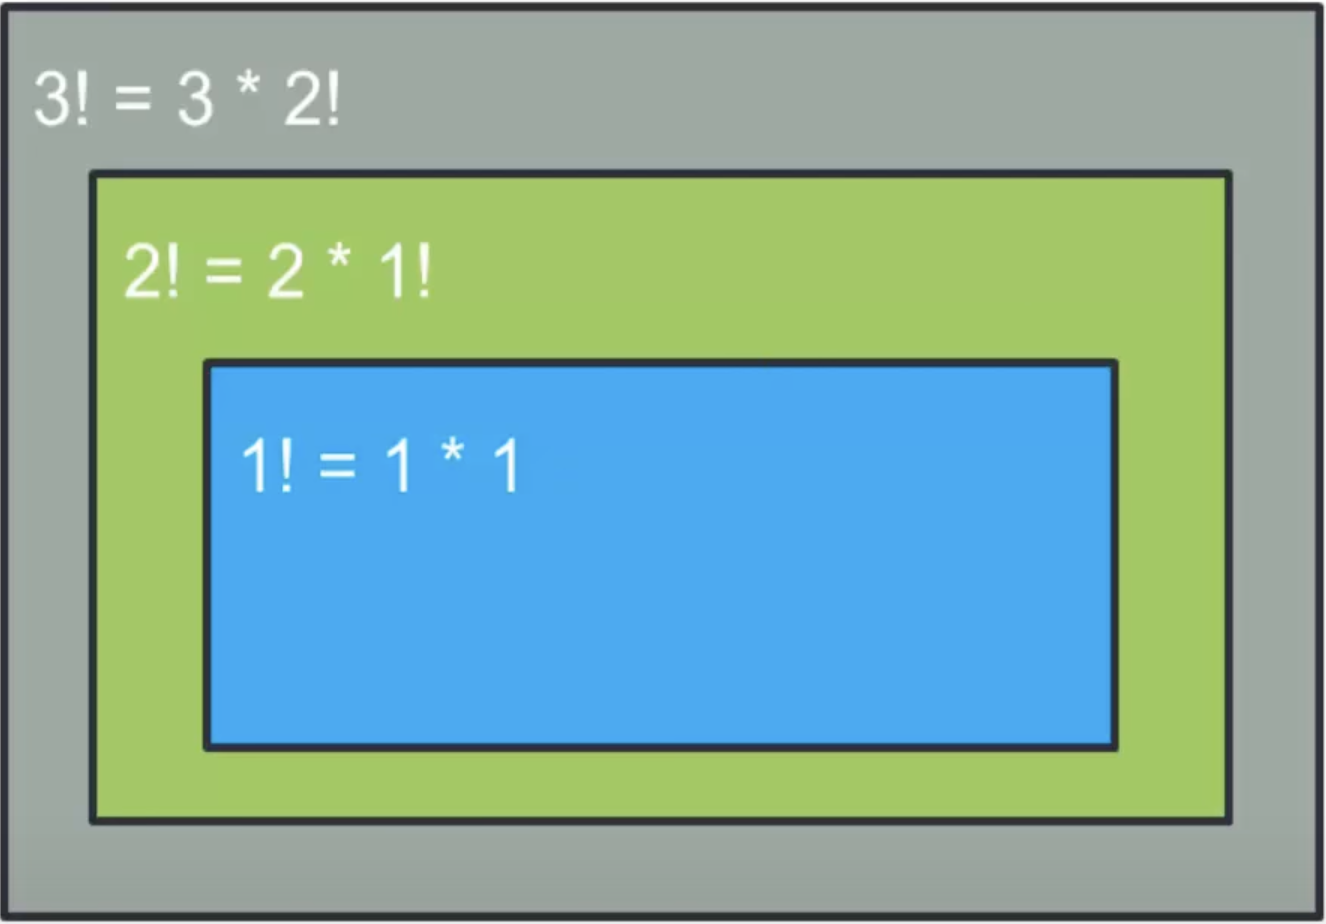 3! = 3 * 2!
2! = 2 * 1!
1! = 1 * 1